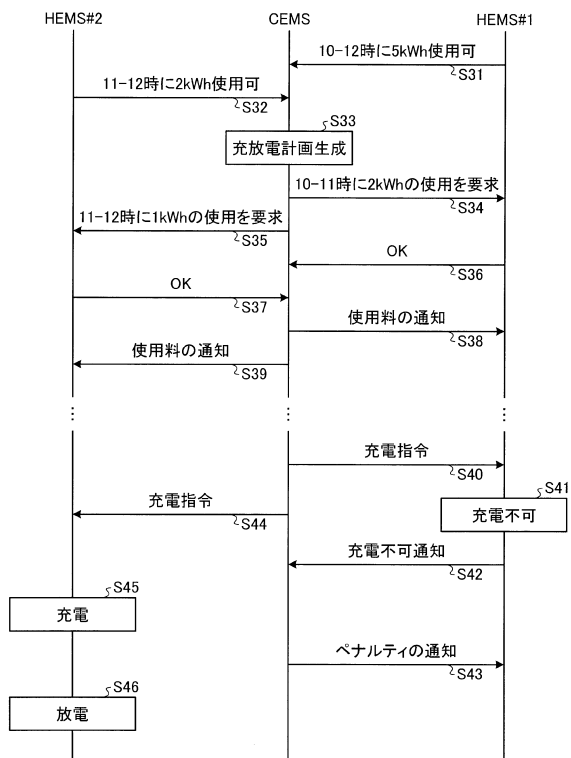 HEMS#2
CEMS
HEMS#1
10-12時に5kWh使用可
S31
11-12時に2kWh使用可
S32
S33
充放電計画生成
10-11時に2kWhの使用を要求
S34
11-12時に1kWhの使用を要求
S35
OK
S36
OK
S37
使用料の通知
S38
使用料の通知
S39
充電指令
S40
S41
充電不可
充電指令
S44
充電不可通知
S42
S45
充電
ペナルティの通知
S43
S46
放電